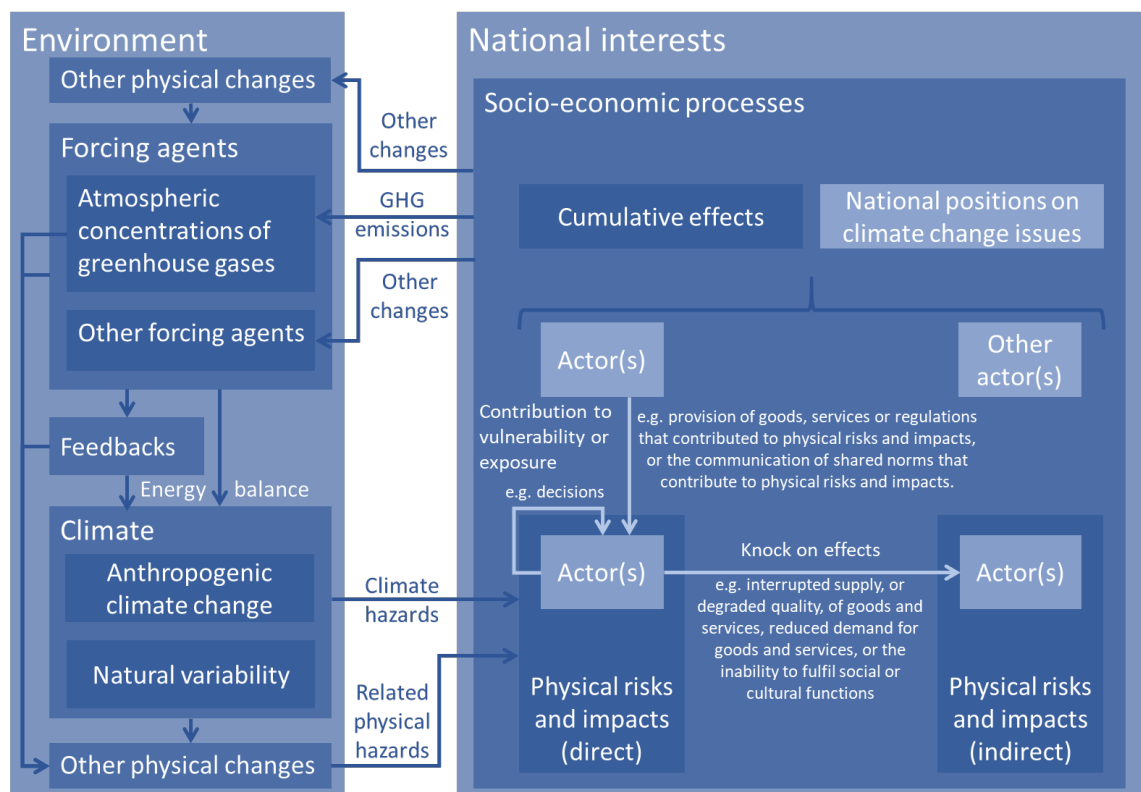 Environment
Other physical changes
Forcing agents
Atmospheric
concentrations of
greenhouse gases
Other forcing agents
Feedbacks
Energy balance
Climate
Anthropogenic
climate change
Natural variability
Other physical changes
Other
changes
GHG
emissions
Other
changes
Climate
hazards
Related
physical
hazards
National interests
Socio-economic processes
Cumulative effects
National positions on
climate change issues
Actor(s)
Other
actor(s)
Contribution to
vulnerability or
exposure
e.g. decisions
e.g. provision of goods, services or regulations
that contributed to physical risks and impacts,
or the communication of shared norms that
contribute to physical risks and impacts.
Actor(s)
Knock on effects
e.g. interrupted supply, or
degraded quality, of goods and
services, reduced demand for
goods and services, or the
inability to fulfil social or
cultural functions
Actor(s)
Physical risks
and impacts
(direct)
Physical risks
and impacts
(indirect)